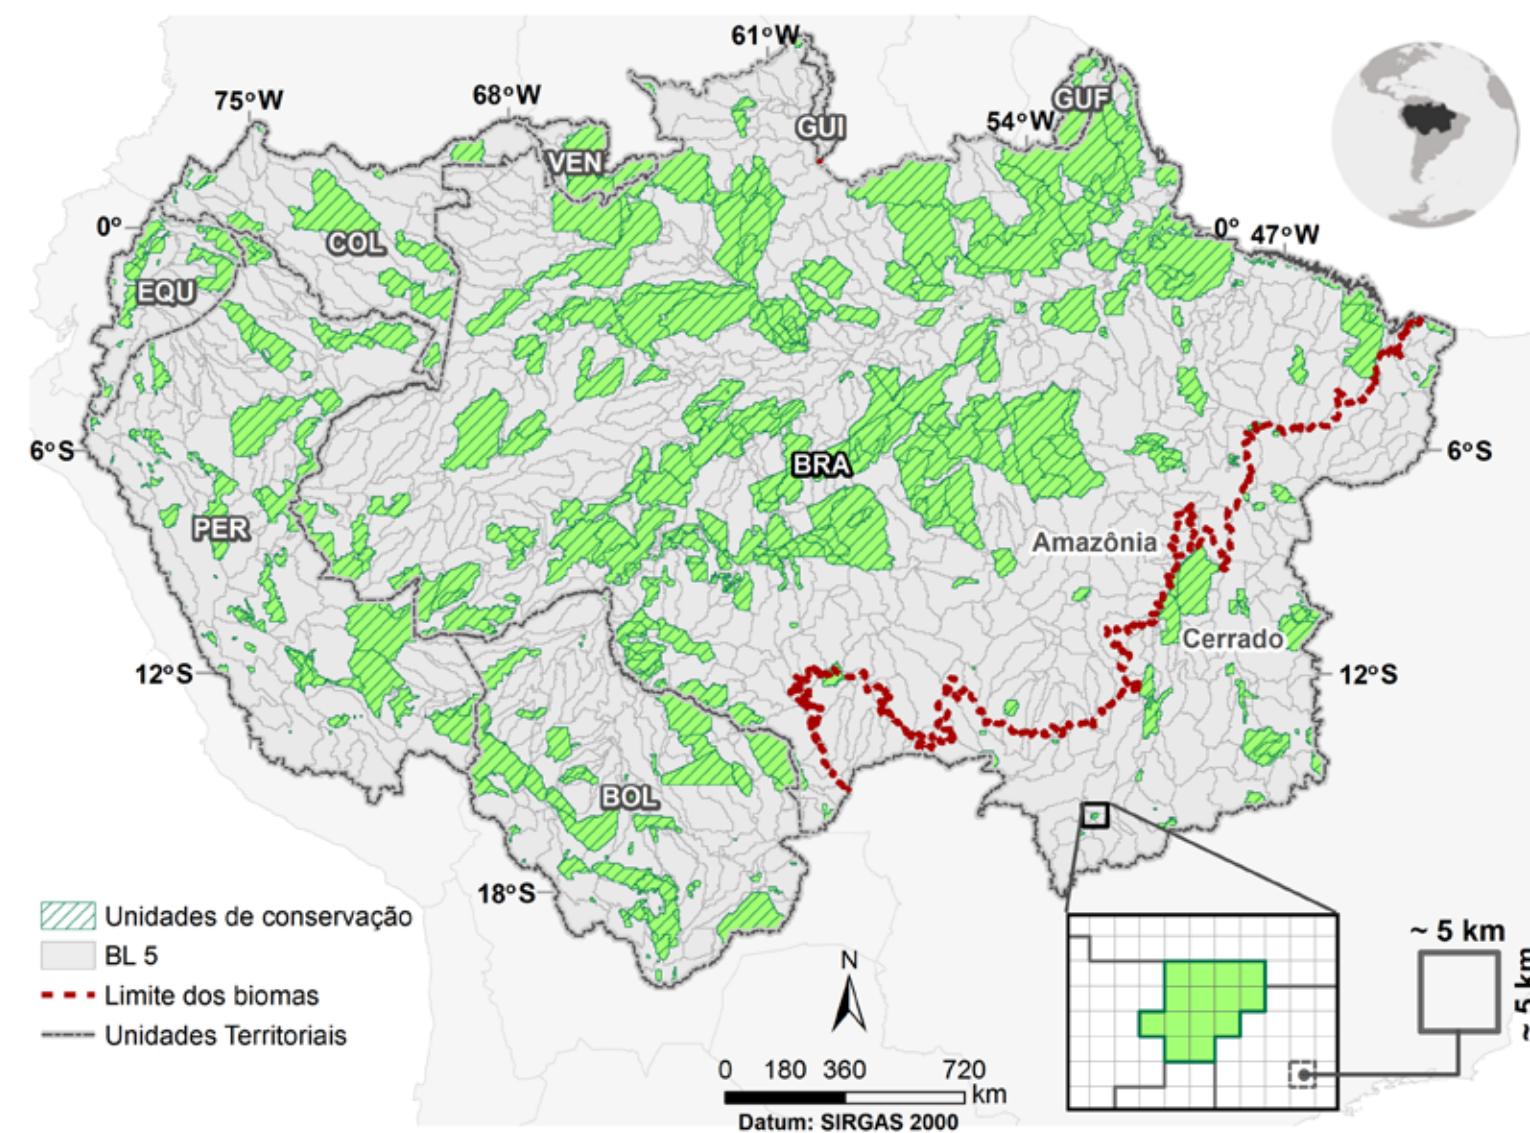 61°W
75°W
68°W
GUF
54°W
GUI
VEN
0°
COL
0°
47°W
EQU
6°S
BRA
6°S
PER
Amazônia
Cerrado
12°S
12°S
BOL
18°S
Unidades de conservação
BL 5
Limite dos biomas
Unidades Territoriais
N
0 180 360 720
km
Datum: SIRGAS 2000
~ 5 km
~ 5 km